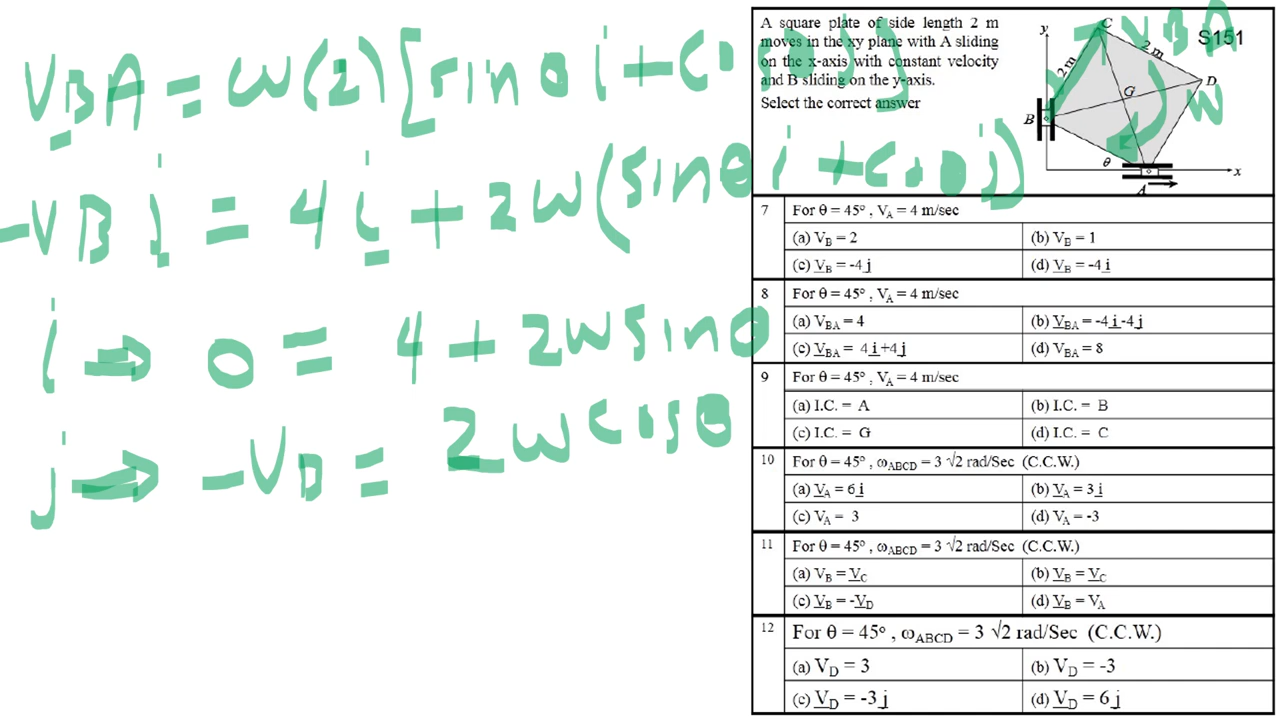 VBA = ω(2)[sinθ i + Cosθ j]
-VB j = 4 i + 2ω(sinθ i + Cosθ j)
i → 0 = 4 + 2ω sinθ
j → -VB = 2ω cosθ
A square plate of side length 2 m
moves in the xy plane with A sliding
on the x-axis with constant velocity
and B sliding on the y-axis.
Select the correct answer
S151
VBA
y
C
2 m
2 m
D
ω
G
B
θ
x
A
7 For θ = 45°, VA = 4 m/sec
(a) VB = 2 (b) VB = 1
(c) VB = -4 j (d) VB = -4 i
8 For θ = 45°, VA = 4 m/sec
(a) VBA = 4 (b) VBA = -4 i -4 j
(c) VBA = 4 i +4 j (d) VBA = 8
9 For θ = 45°, VA = 4 m/sec
(a) I.C. = A (b) I.C. = B
(c) I.C. = G (d) I.C. = C
10 For θ = 45°, ωABCD = 3 √2 rad/Sec (C.C.W.)
(a) VA = 6 i (b) VA = 3 i
(c) VA = 3 (d) VA = -3
11 For θ = 45°, ωABCD = 3 √2 rad/Sec (C.C.W.)
(a) VB = VC (b) VB = VC
(c) VB = -VD (d) VB = VA
12 For θ = 45°, ωABCD = 3 √2 rad/Sec (C.C.W.)
(a) VD = 3 (b) VD = -3
(c) VD = -3 j (d) VD = 6 j